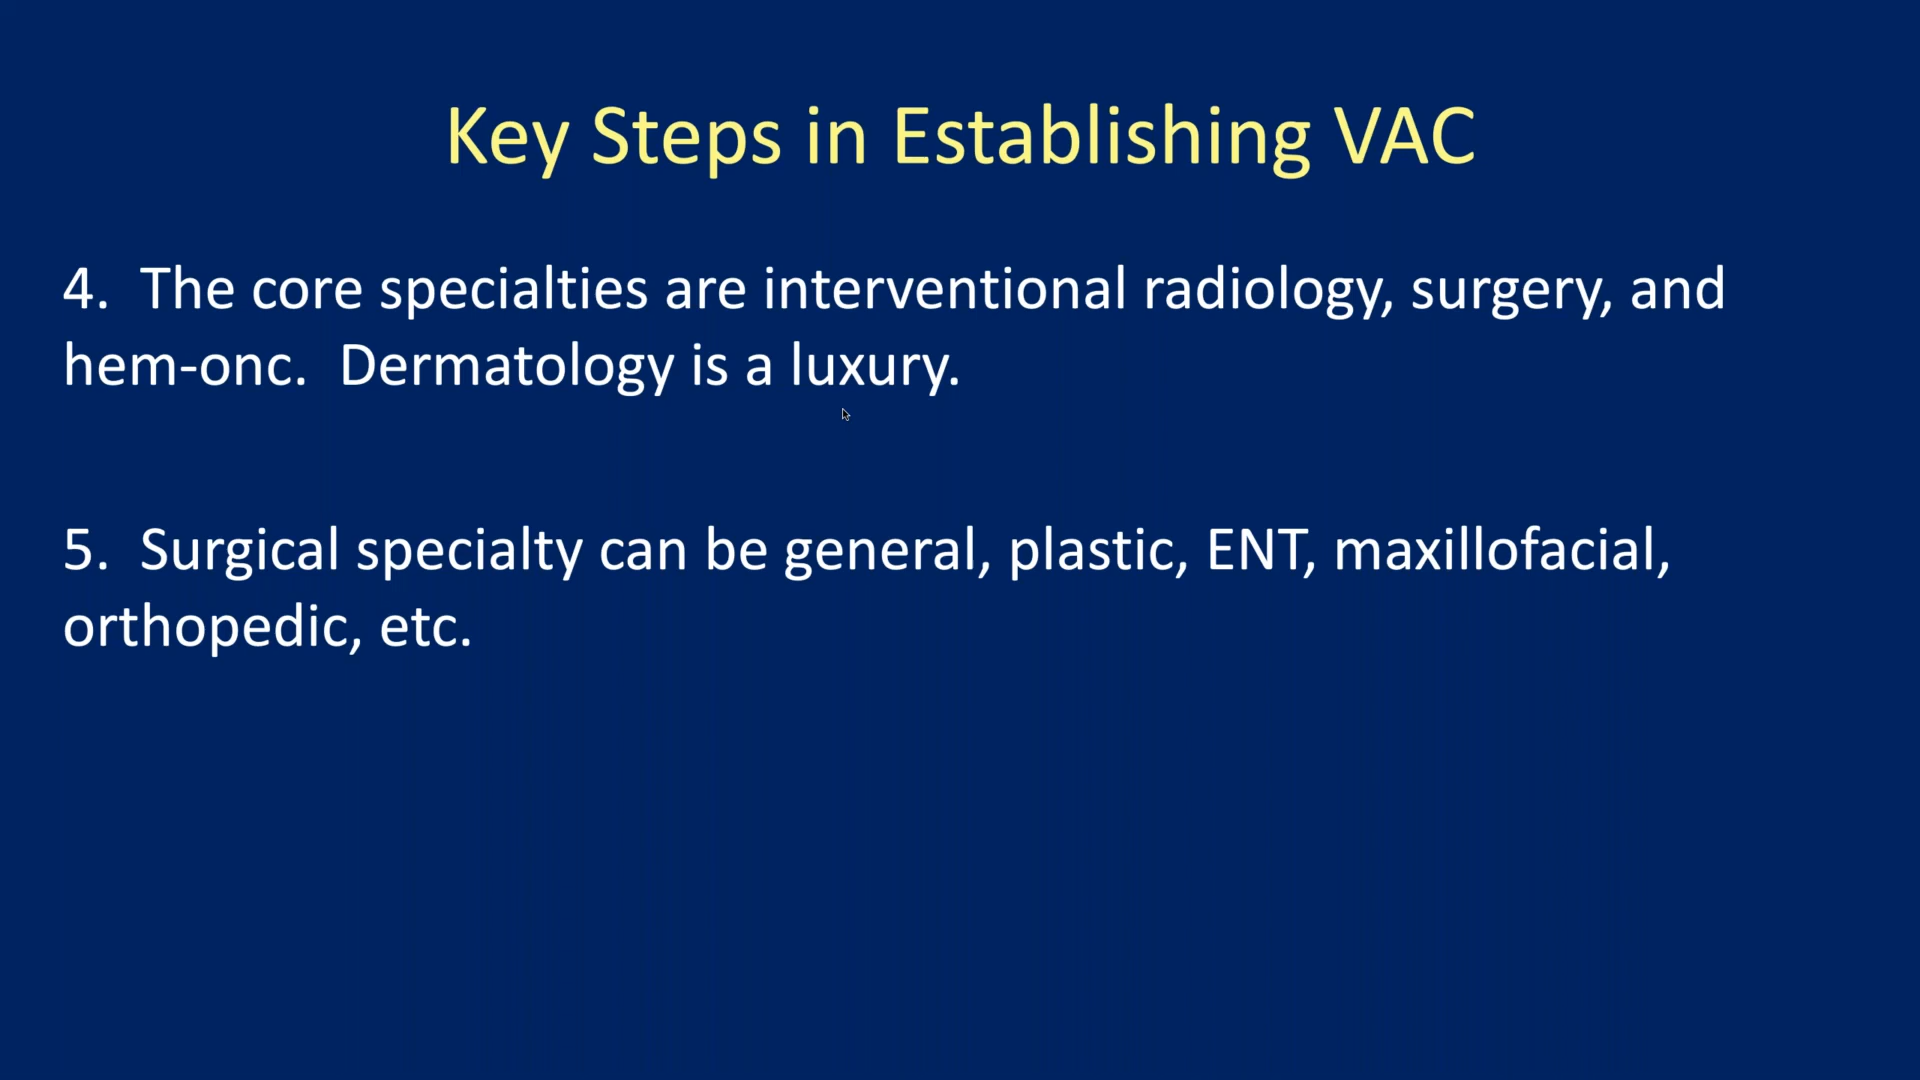 Key Steps in Establishing VAC
4. The core specialties are interventional radiology, surgery, and
hem-onc. Dermatology is a luxury.
5. Surgical specialty can be general, plastic, ENT, maxillofacial,
orthopedic, etc.